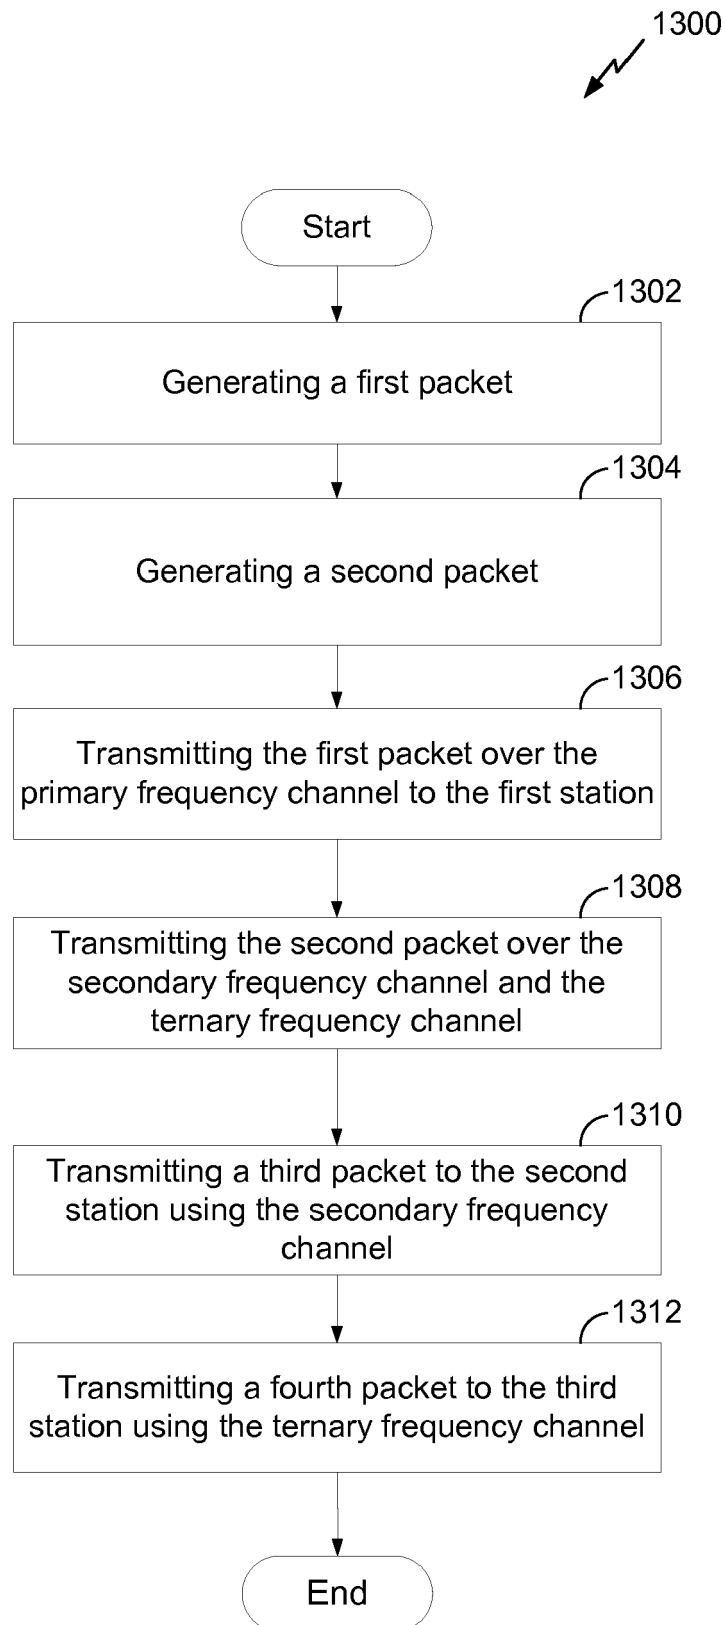 1300
Start
1302
Generating a first packet
1304
Generating a second packet
1306
Transmitting the first packet over the
primary frequency channel to the first station
1308
Transmitting the second packet over the
secondary frequency channel and the
ternary frequency channel
1310
Transmitting a third packet to the second
station using the secondary frequency
channel
1312
Transmitting a fourth packet to the third
station using the ternary frequency channel
End